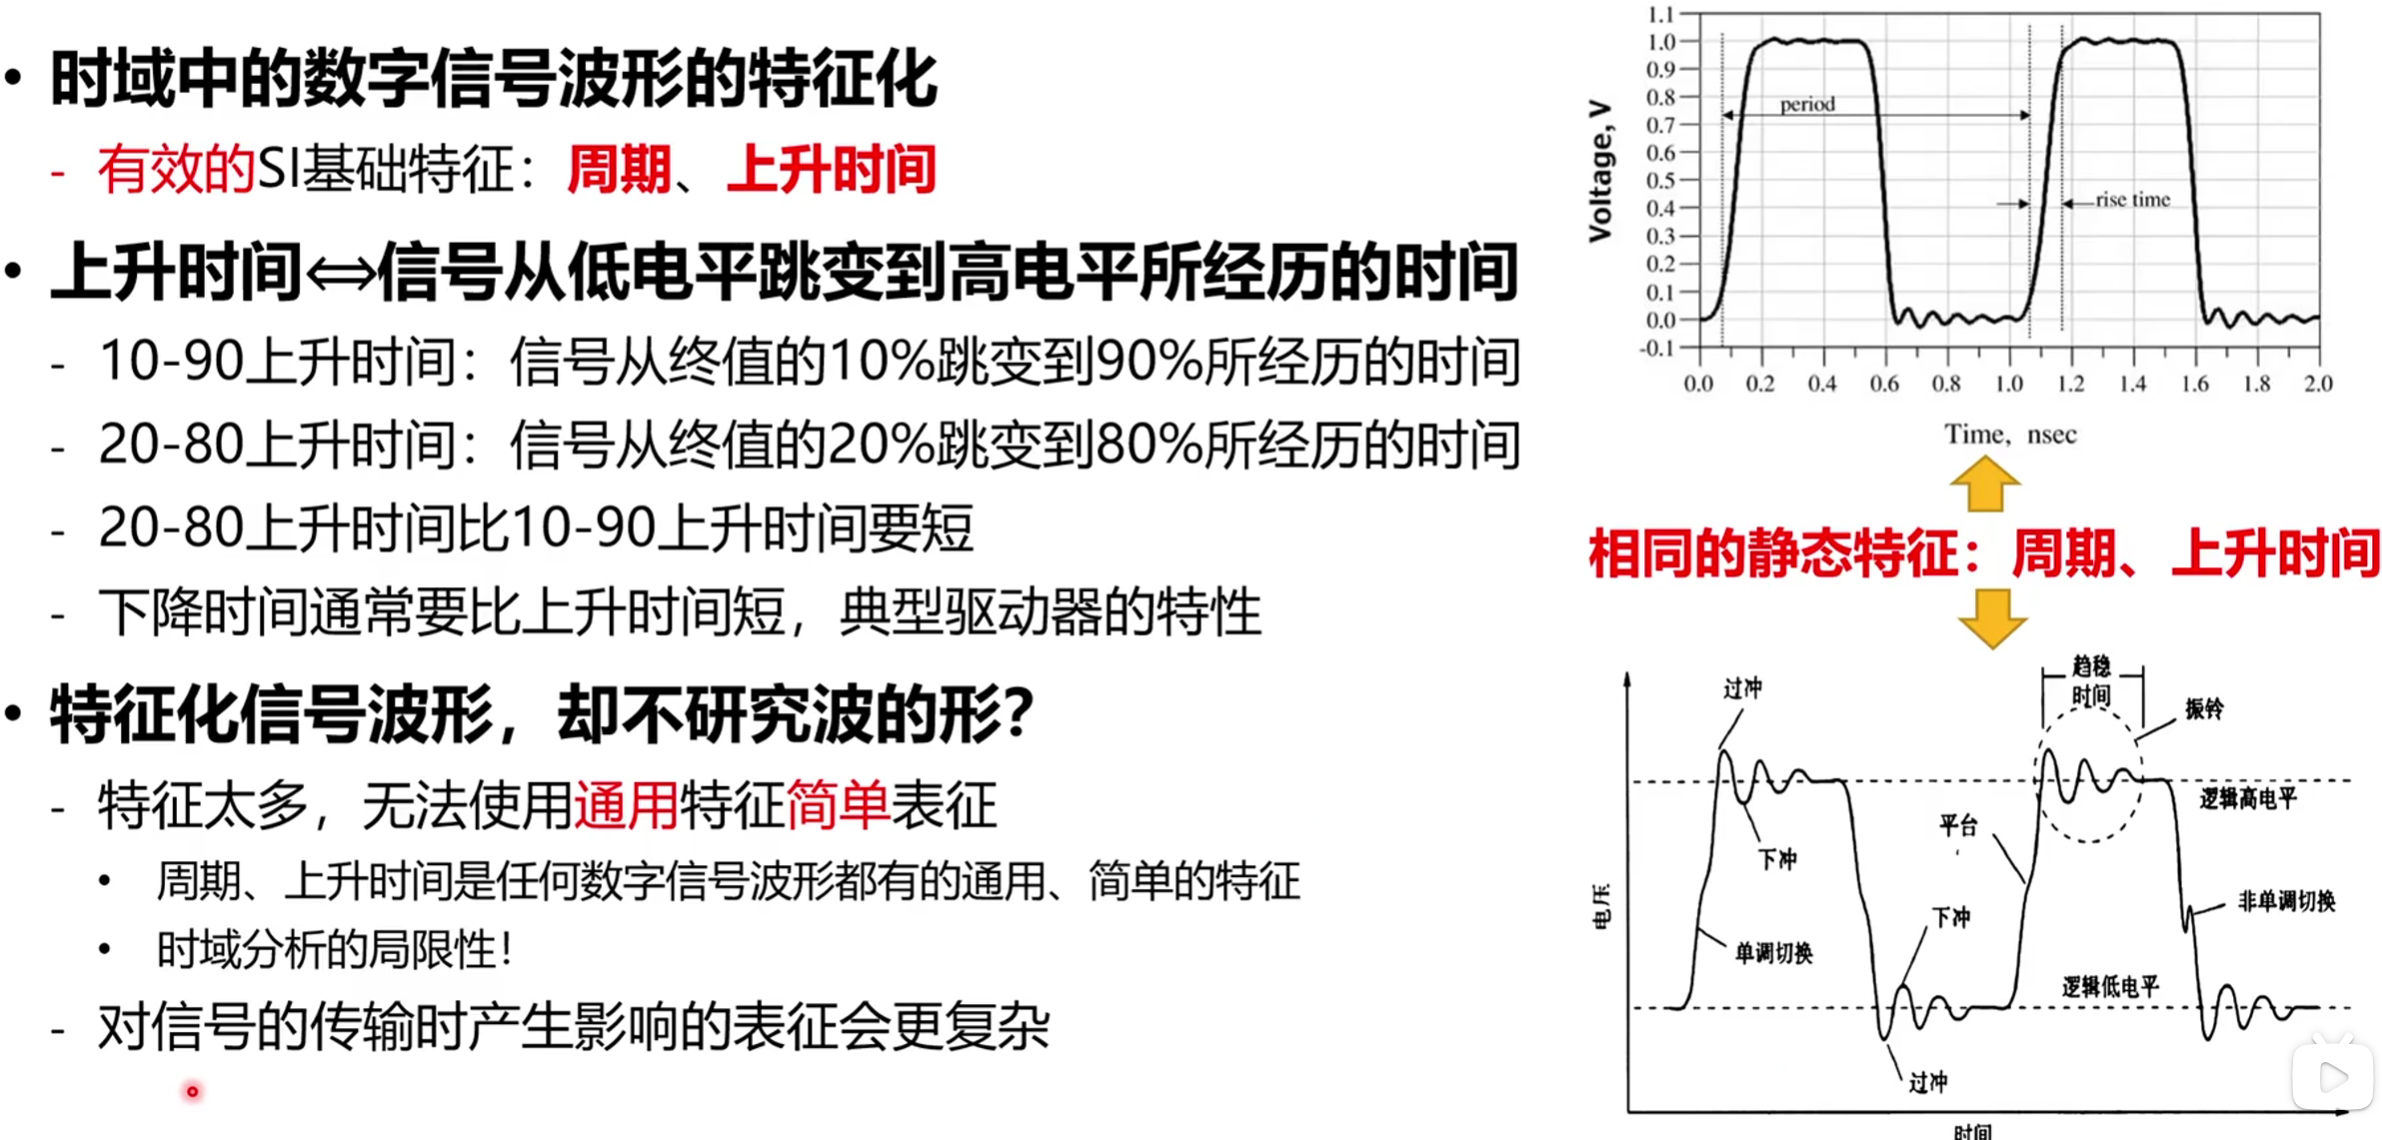 • 时域中的数字信号波形的特征化
- 有效的SI基础特征：周期、上升时间
• 上升时间⇔信号从低电平跳变到高电平所经历的时间
- 10-90上升时间：信号从终值的10%跳变到90%所经历的时间
- 20-80上升时间：信号从终值的20%跳变到80%所经历的时间
- 20-80上升时间比10-90上升时间要短
- 下降时间通常要比上升时间短，典型驱动器的特性
• 特征化信号波形，却不研究波的形？
- 特征太多，无法使用通用特征简单表征
• 周期、上升时间是任何数字信号波形都有的通用、简单的特征
• 时域分析的局限性！
- 对信号的传输时产生影响的表征会更复杂
Voltage, V
1.1
1.0
0.9
0.8
0.7
0.6
0.5
0.4
0.3
0.2
0.1
0.0
-0.1
period
rise time
0.0 0.2 0.4 0.6 0.8 1.0 1.2 1.4 1.6 1.8 2.0
Time, nsec
相同的静态特征：周期、上升时间
过冲
趋稳
时间
振铃
逻辑高电平
平台
下冲
电压
下冲
非单调切换
单调切换
逻辑低电平
过冲
时间